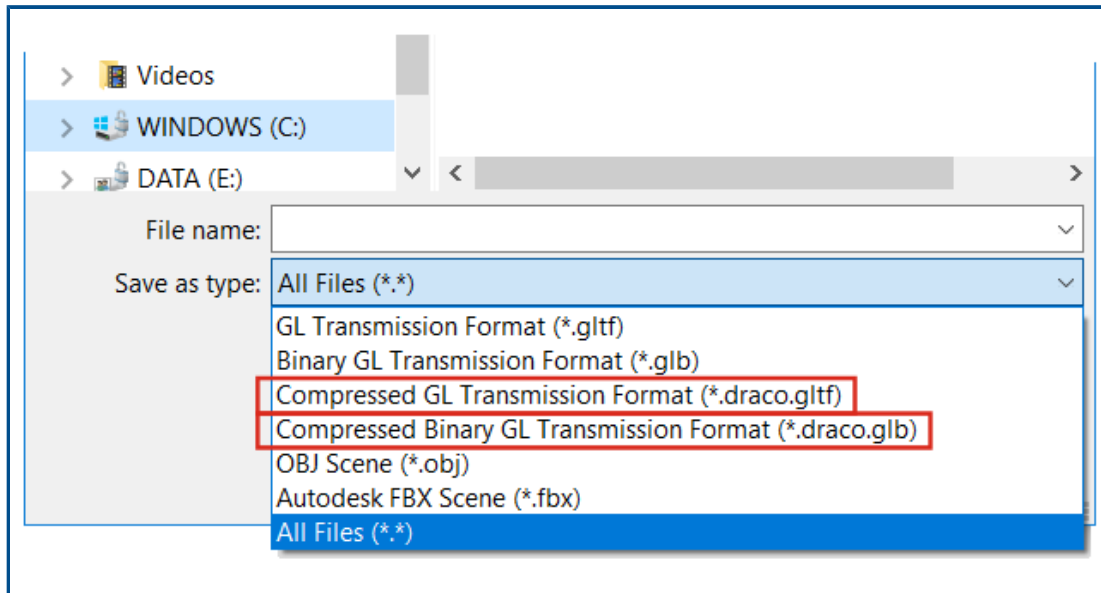 Videos
WINDOWS (C:)
DATA (E:)
File name:
Save as type: All Files (*.*)
GL Transmission Format (*.gltf)
Binary GL Transmission Format (*.glb)
Compressed GL Transmission Format (*.draco.gltf)
Compressed Binary GL Transmission Format (*.draco.glb)
OBJ Scene (*.obj)
Autodesk FBX Scene (*.fbx)
All Files (*.*)